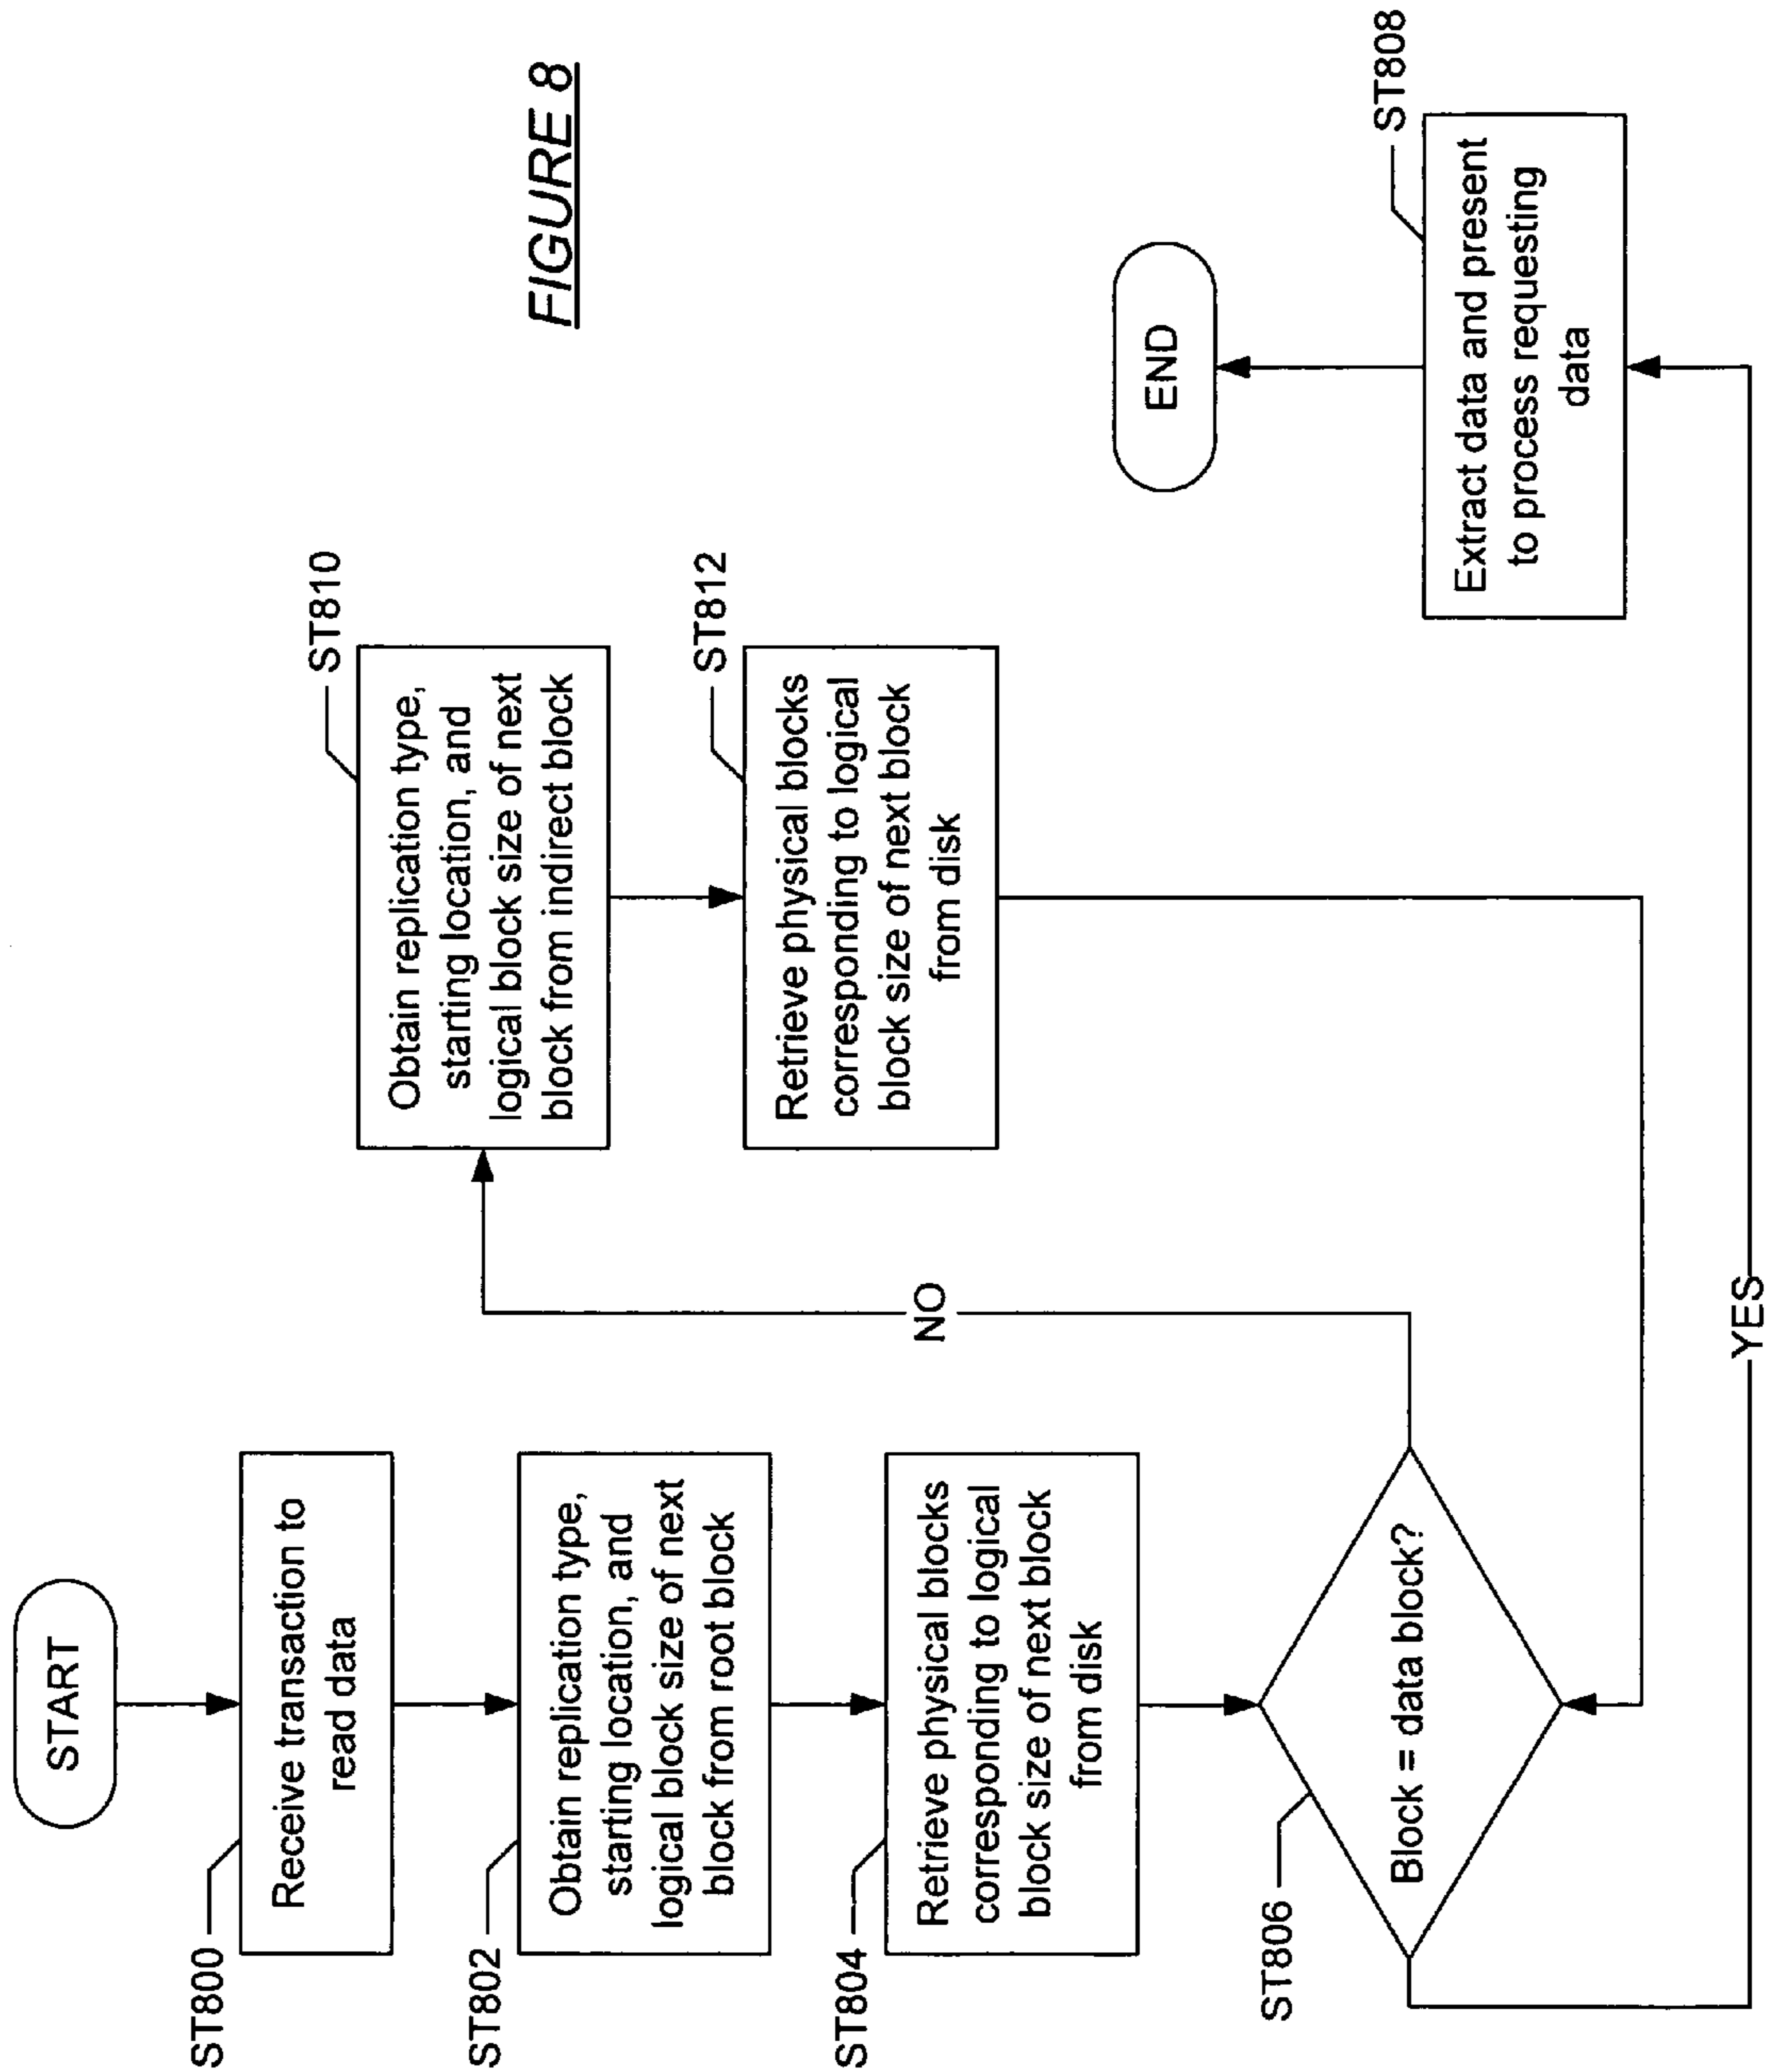 START
ST800
Receive transaction to
read data
ST802
Obtain replication type,
starting location, and
logical block size of next
block from root block
ST804
Retrieve physical blocks
corresponding to logical
block size of next block
from disk
ST806
Block = data block?
NO
YES
ST810
Obtain replication type,
starting location, and
logical block size of next
block from indirect block
ST812
Retrieve physical blocks
corresponding to logical
block size of next block
from disk
END
ST808
Extract data and present
to process requesting
data
FIGURE 8